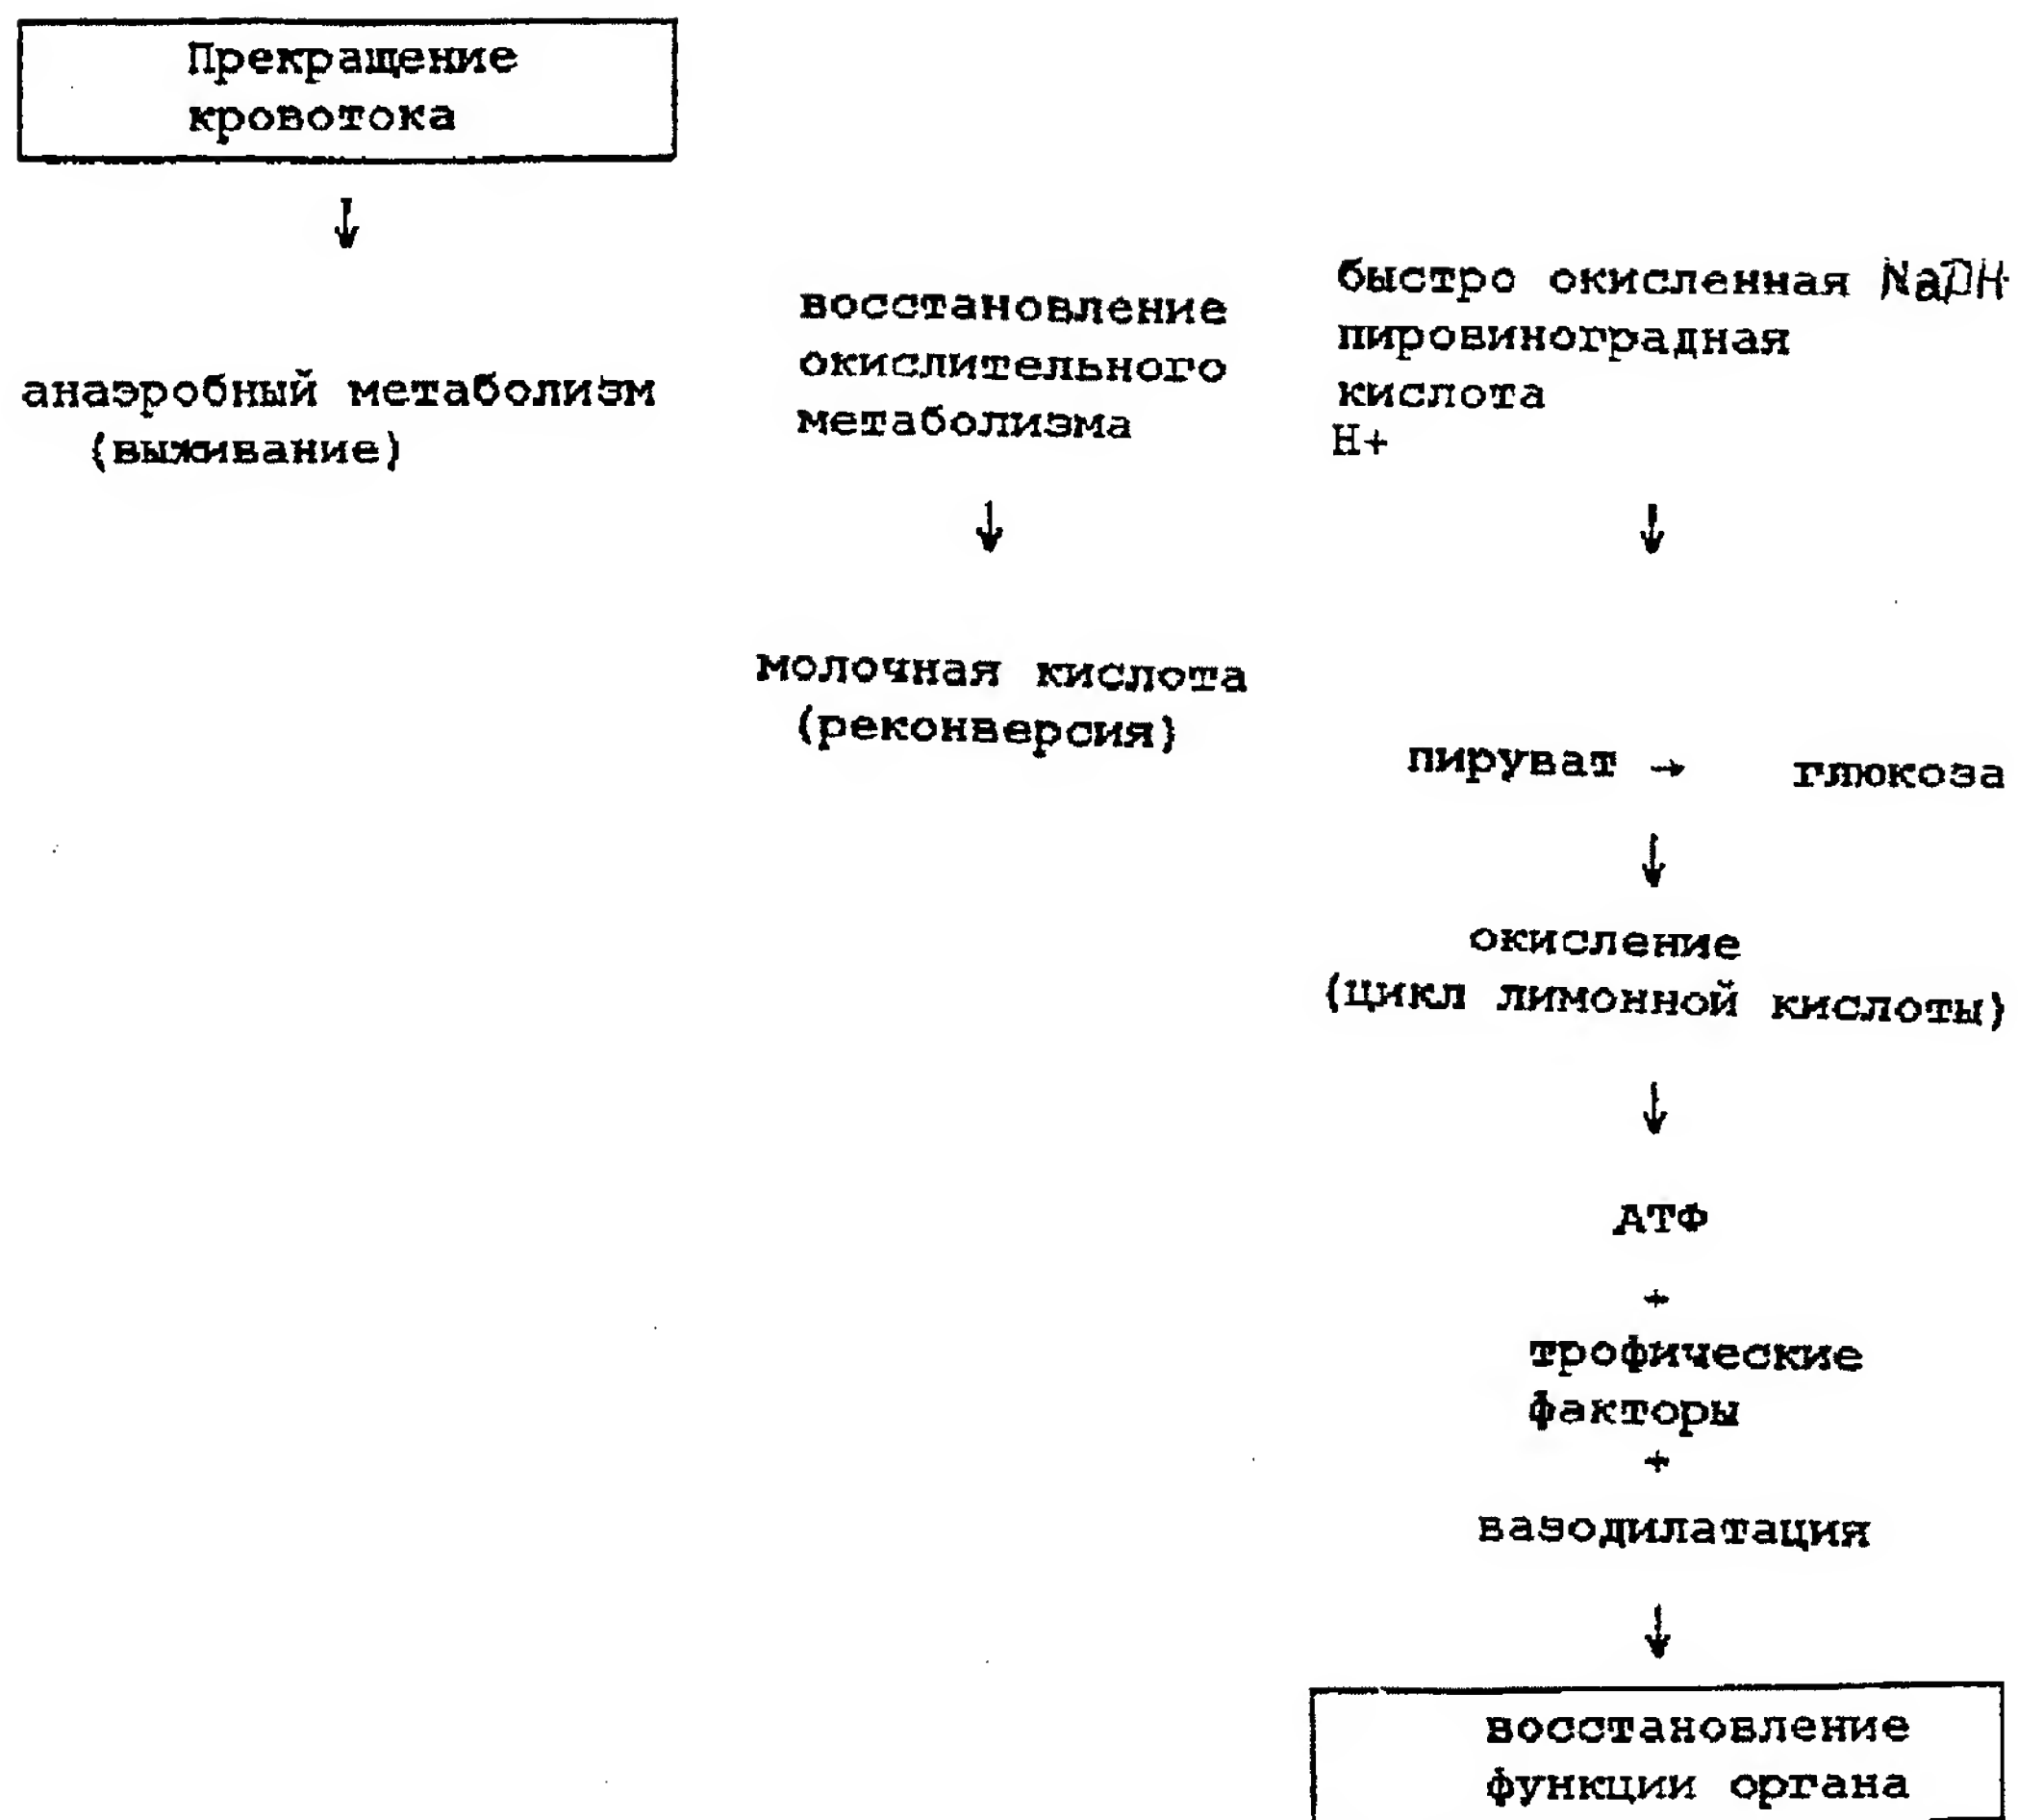 Прекращение
кровотока
↓
анаэробный метаболизм
(выживание)
восстановление
окислительного
метаболизма
↓
молочная кислота
(реконверсия)
быстро окисленная NaDH
пировиноградная
кислота
H+
↓
пируват → глюкоза
↓
окисление
(цикл лимонной кислоты)
↓
АТФ
+
трофические
факторы
+
вазодилатация
↓
восстановление
функции органа